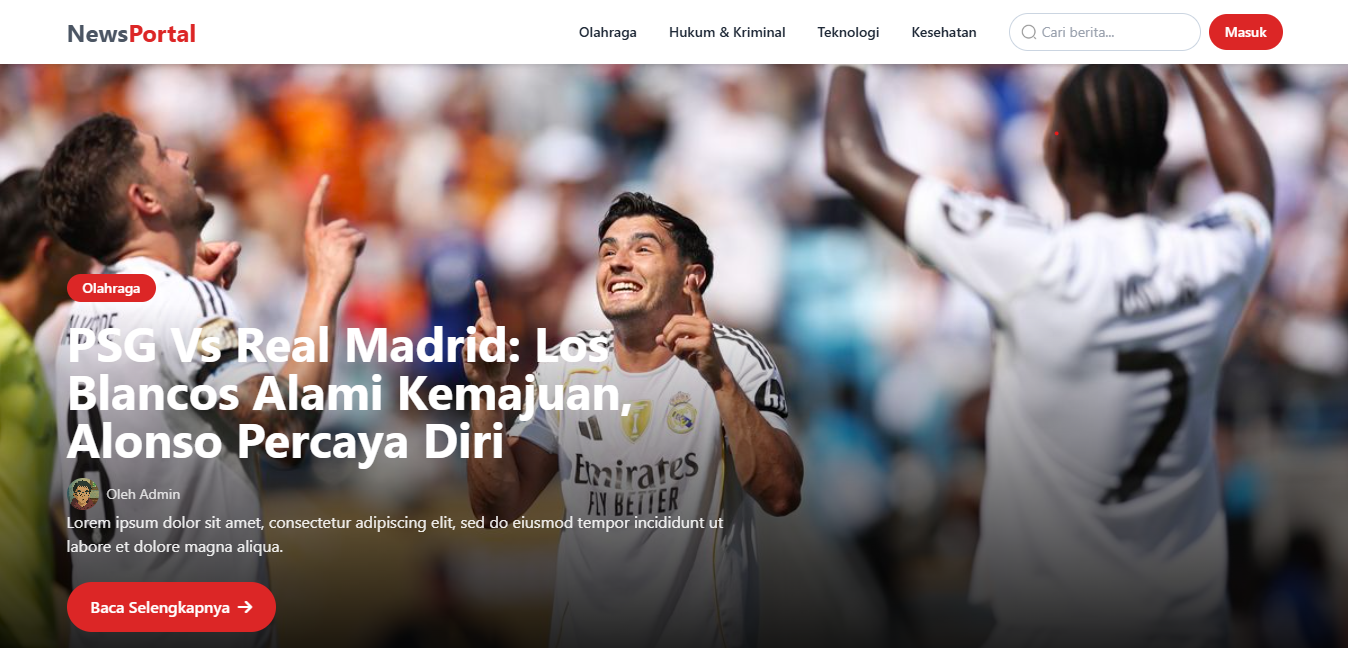 NewsPortal
Olahraga
Hukum & Kriminal
Teknologi
Kesehatan
Cari berita...
Masuk
Olahraga
PSG Vs Real Madrid: Los
Blancos Alami Kemajuan,
Alonso Percaya Diri
Oleh Admin
Lorem ipsum dolor sit amet, consectetur adipiscing elit, sed do eiusmod tempor incididunt ut
labore et dolore magna aliqua.
Baca Selengkapnya →
Emirates
FLY BETTER
7